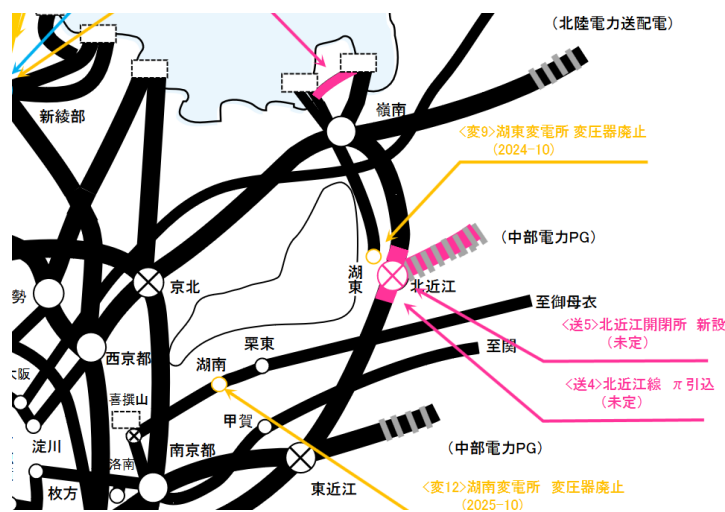 (北陸電力送配電)
新綾部
嶺南
<変9>湖東変電所 変圧器廃止
(2024-10)
(中部電力PG)
湖東
北近江
京北
勢
至御母衣
<送5>北近江開閉所 新設
(未定)
栗東
至関
西京都
湖南
大阪
<送4>北近江線 π引込
(未定)
喜撰山
甲賀
淀川
南京都
(中部電力PG)
洛南
東近江
枚方
<変12>湖南変電所 変圧器廃止
(2025-10)